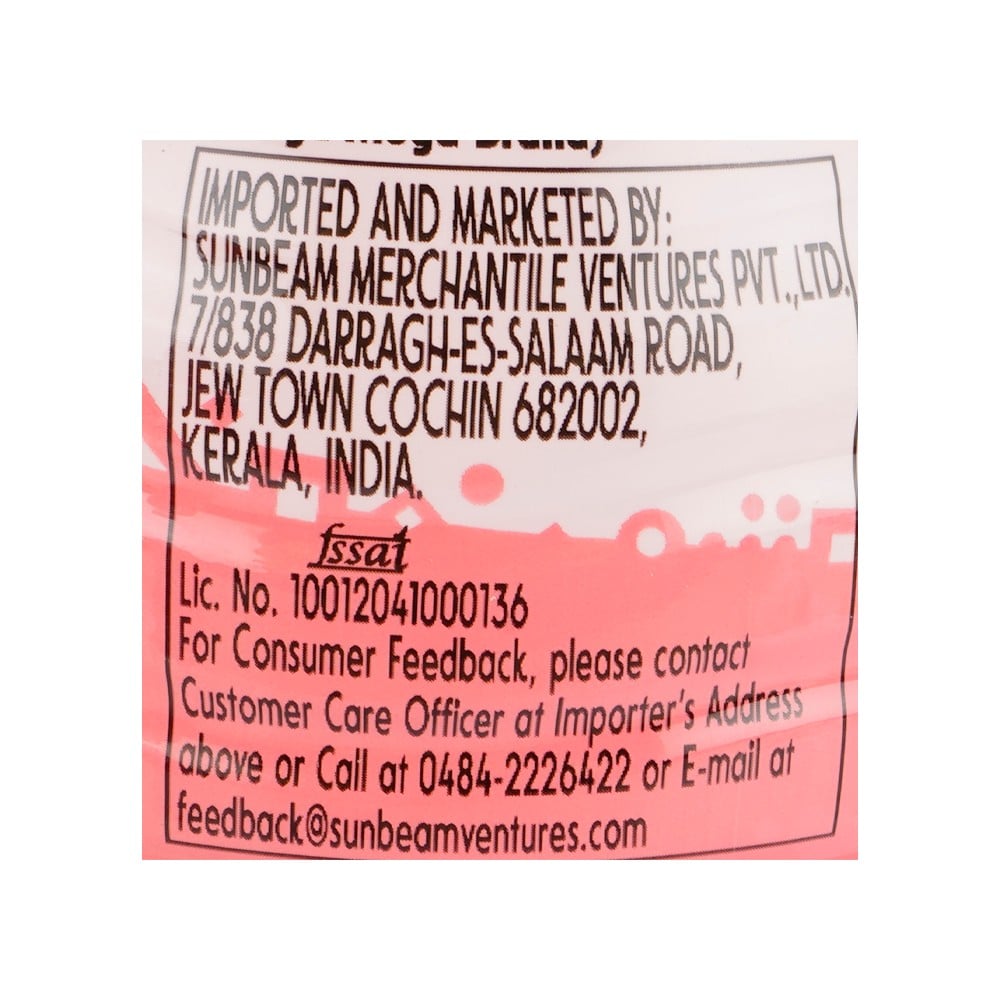 IMPORTED AND MARKETED BY:
SUNBEAM MERCHANTILE VENTURES PVT.,LTD.
7/838 DARRAGH-ES-SALAAM ROAD,
JEW TOWN COCHIN 682002,
KERALA, INDIA.
fssai
Lic. No. 10012041000136
For Consumer Feedback, please contact
Customer Care Officer at Importer's Address
above or Call at 0484-2226422 or E-mail at
feedback@sunbeamventures.com